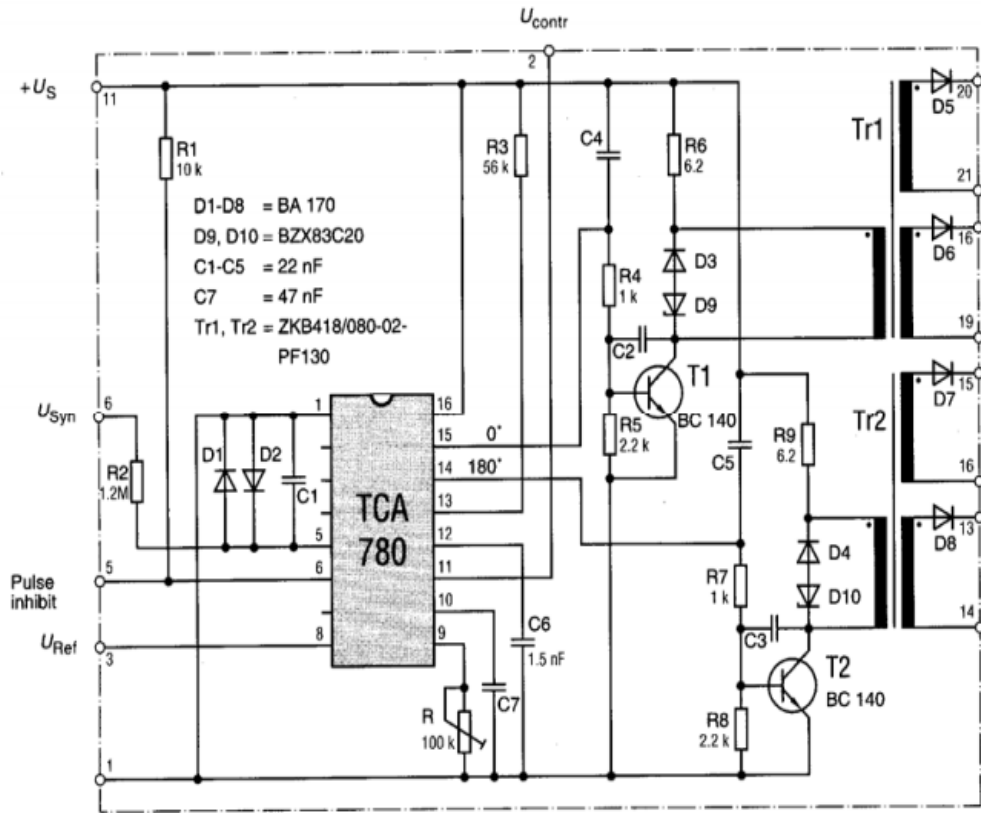 Ucontr
2
+US
11
20
D5
R1
10 k
R3
56 k
C4
R6
6.2
Tr1
21
D1-D8 = BA 170
D9, D10 = BZX83C20
C1-C5 = 22 nF
C7 = 47 nF
Tr1, Tr2 = ZKB418/080-02-
PF130
16
D6
D3
R4
1 k
D9
C2
19
T1
BC 140
15
D7
Tr2
6
USyn
1
16
R5
2.2 k
R9
6.2
15
0°
C5
D1
D2
14
180°
R2
1.2M
C1
16
13
TCA
780
13
D8
5
12
D4
5
Pulse
inhibit
6
11
R7
1 k
D10
10
C6
1.5 nF
C3
14
URef
3
8
9
T2
BC 140
C7
R
100 k
R8
2.2 k
1